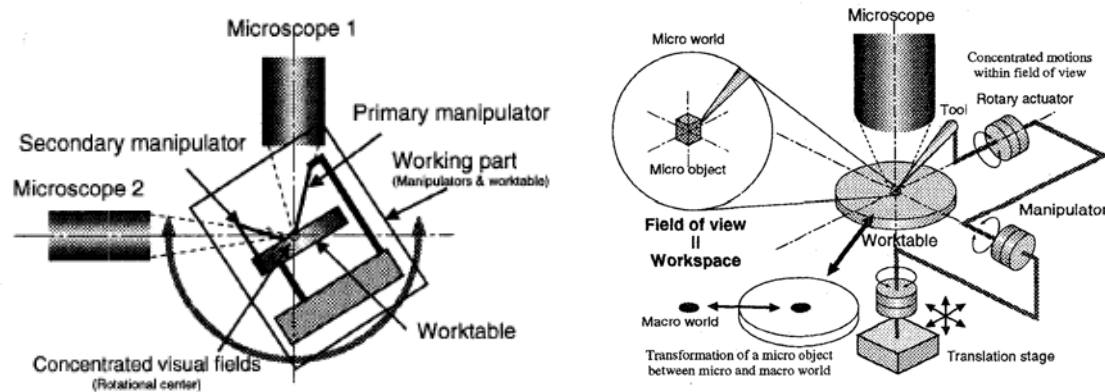 Microscope 1
Primary manipulator
Secondary manipulator
Working part
(Manipulators & worktable)
Microscope 2
Worktable
Concentrated visual fields
(Rotational center)
Microscope
Micro world
Concentrated motions
within field of view
Tool
Rotary actuator
Micro object
Manipulator
Field of view
=
Workspace
Worktable
Macro world
Transformation of a micro object
between micro and macro world
Translation stage